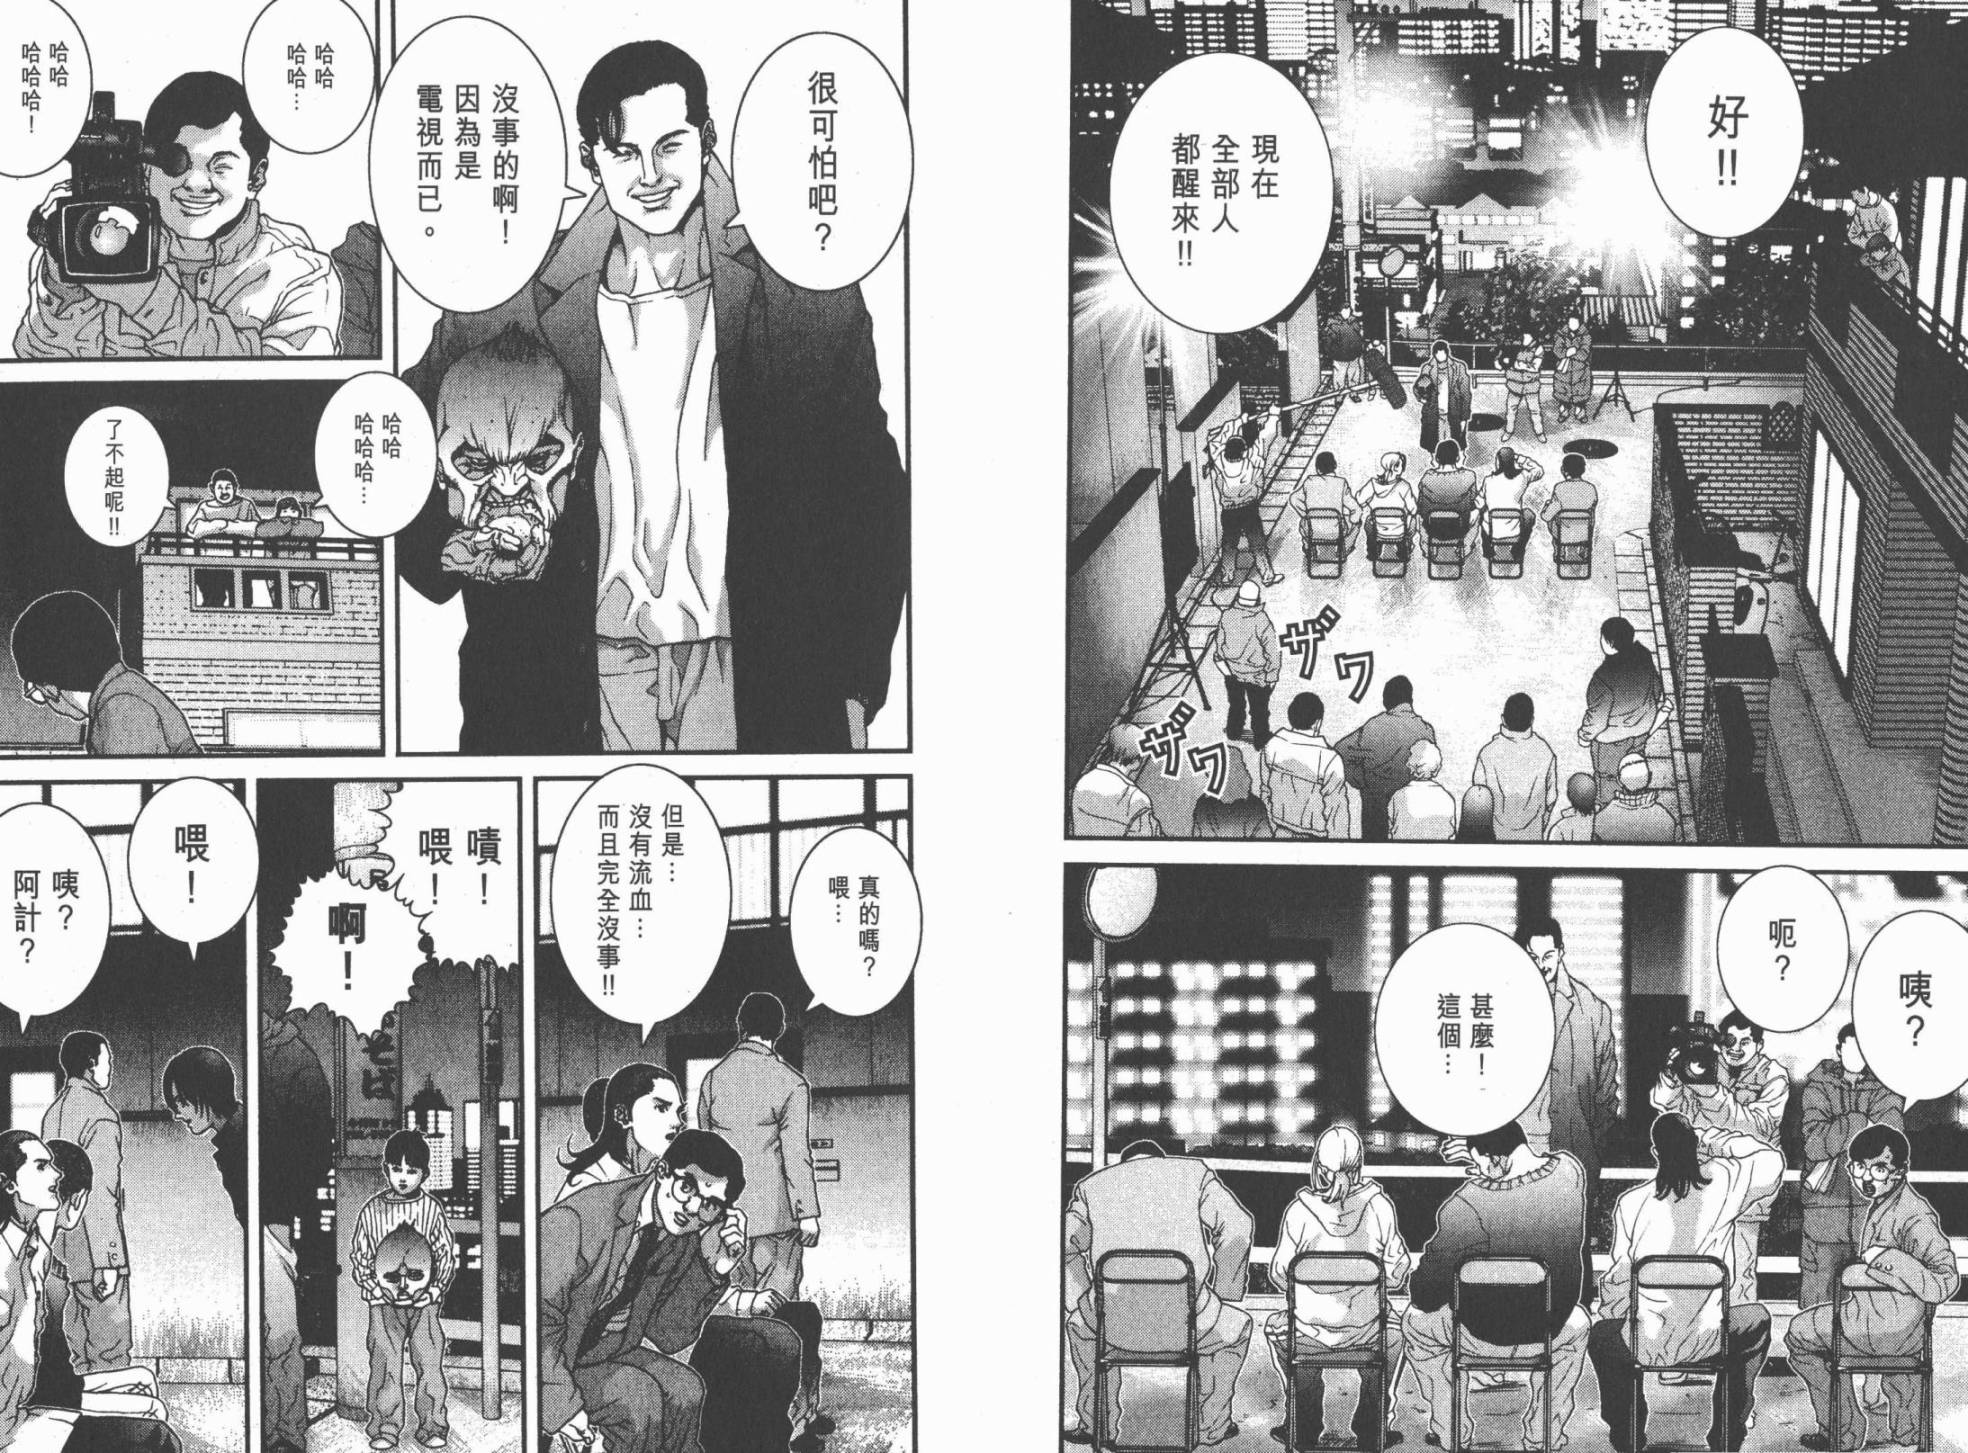 好!!
現在
全部人
都醒來!!
ザワ
ザワ
咦?
呃?
甚麼!
這個…
很可怕吧?
沒事的啊!
因為是
電視而已。
哈哈
哈哈…
哈哈
哈哈哈!
哈哈
哈哈哈…
了不起呢!!
真的嗎?
喂…
但是…
沒有流血…
而且完全沒事!!
嘖!
喂!
啊!
そば
喂!
咦?
阿計?